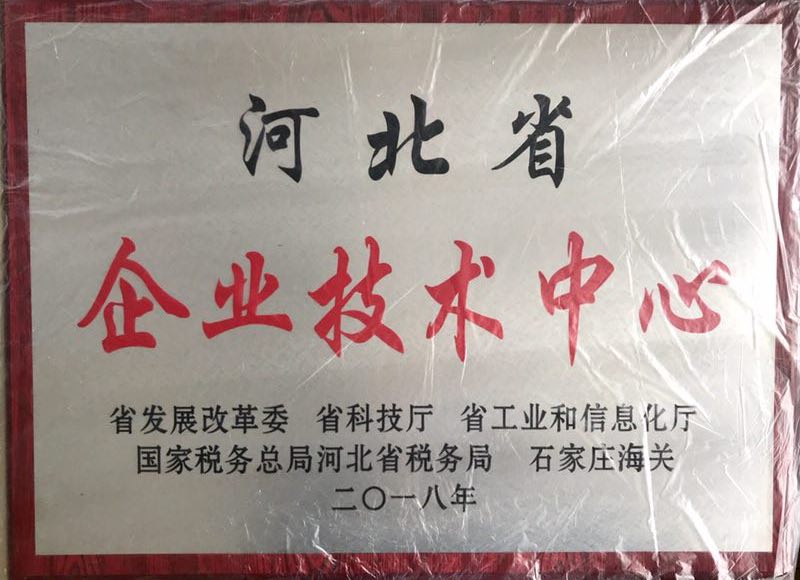 河北省
企业技术中心
省发展改革委 省科技厅 省工业和信息化厅
国家税务总局河北省税务局 石家庄海关
二〇一八年